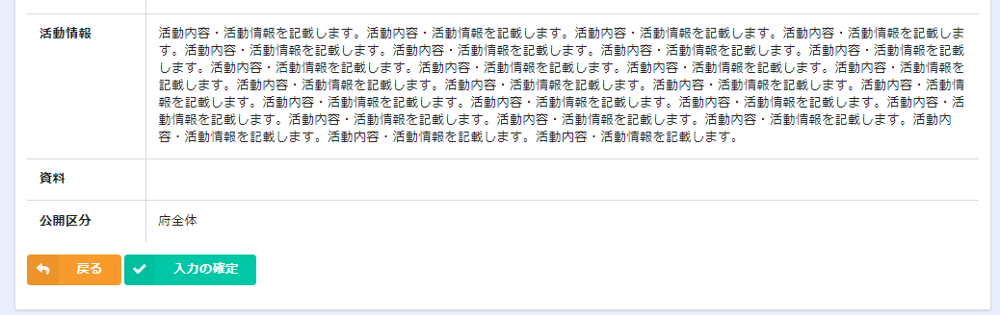 活動情報
活動内容・活動情報を記載します。活動内容・活動情報を記載します。活動内容・活動情報を記載します。活動内容・活動情報を記載しま
す。活動内容・活動情報を記載します。活動内容・活動情報を記載します。活動内容・活動情報を記載します。活動内容・活動情報を記載
します。活動内容・活動情報を記載します。活動内容・活動情報を記載します。活動内容・活動情報を記載します。活動内容・活動情報を
記載します。活動内容・活動情報を記載します。活動内容・活動情報を記載します。活動内容・活動情報を記載します。活動内容・活動情
報を記載します。活動内容・活動情報を記載します。活動内容・活動情報を記載します。活動内容・活動情報を記載します。活動内容・活
動情報を記載します。活動内容・活動情報を記載します。活動内容・活動情報を記載します。活動内容・活動情報を記載します。活動内
容・活動情報を記載します。活動内容・活動情報を記載します。活動内容・活動情報を記載します。
資料
公開区分
府全体
戻る
入力の確定